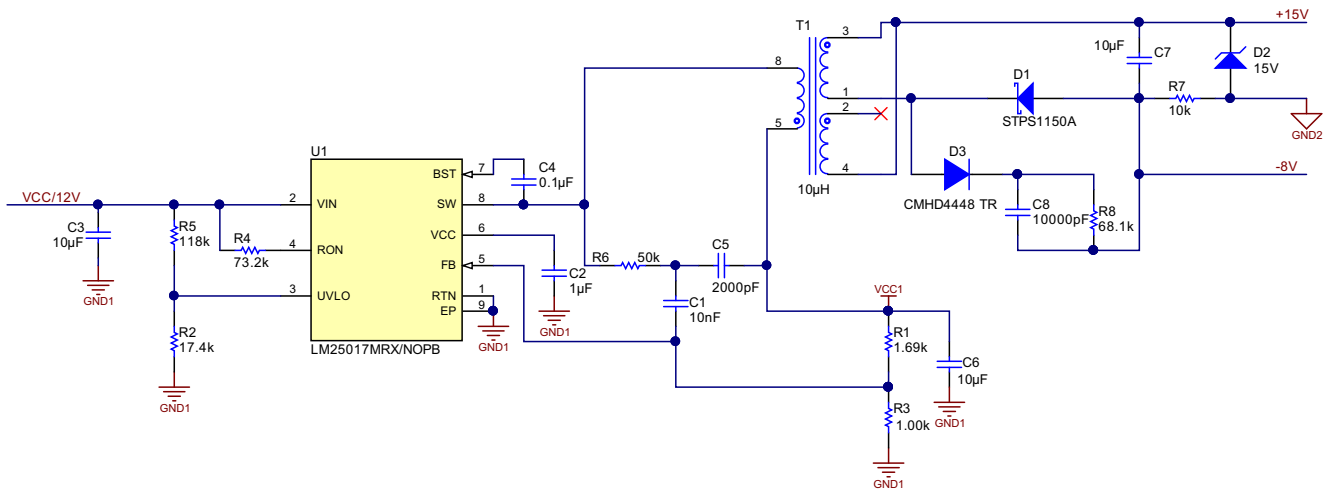 T1
3
8
1
2
5
4
10µH
+15V
10µF
C7
D2
15V
D1
STPS1150A
R7
10k
GND2
-8V
D3
CMHD4448 TR
C8
10000pF
R8
68.1k
U1
BST
7
C4
0.1µF
VCC/12V
2
VIN
SW
8
C3
10µF
R5
118k
R4
73.2k
4
RON
VCC
6
C2
1µF
GND1
FB
5
R6
50k
C5
2000pF
GND1
3
UVLO
RTN
1
EP
9
GND1
C1
10nF
R2
17.4k
GND1
LM25017MRX/NOPB
VCC1
R1
1.69k
C6
10µF
GND1
R3
1.00k
GND1